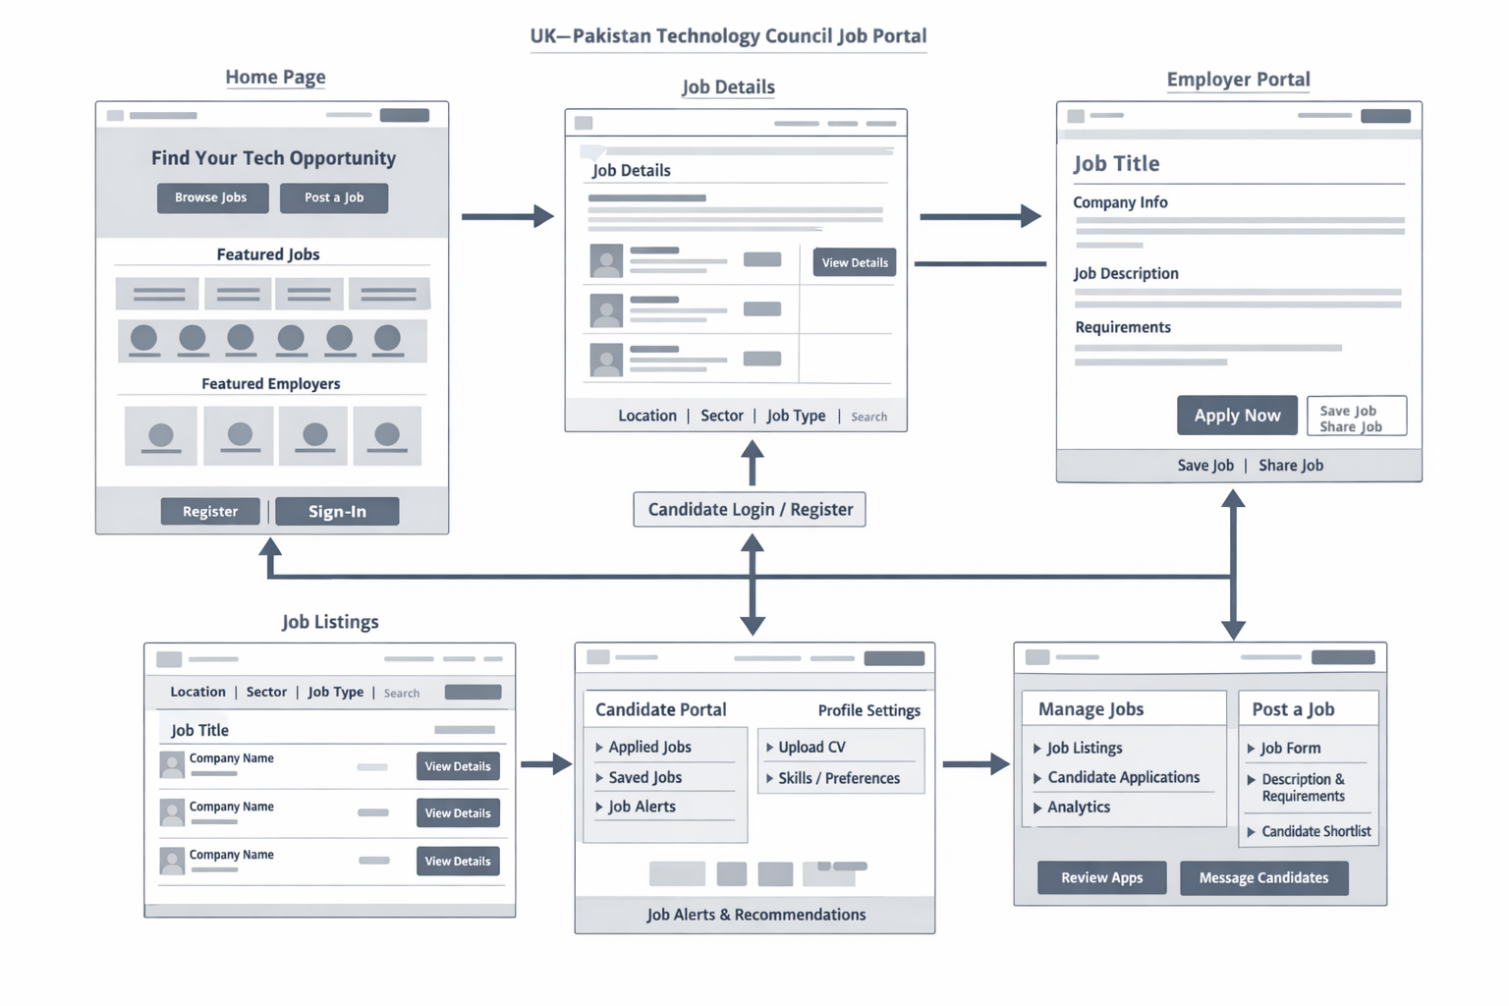 UK—Pakistan Technology Council Job Portal
Home Page
Find Your Tech Opportunity
Browse Jobs
Post a Job
Featured Jobs
Featured Employers
Register | Sign-In
Job Details
Job Details
View Details
Location | Sector | Job Type | Search
Employer Portal
Job Title
Company Info
Job Description
Requirements
Apply Now
Save Job
Share Job
Save Job | Share Job
Candidate Login / Register
Job Listings
Location | Sector | Job Type | Search
Job Title
Company Name
View Details
Company Name
View Details
Company Name
View Details
Candidate Portal
Applied Jobs
Saved Jobs
Job Alerts
Profile Settings
Upload CV
Skills / Preferences
Job Alerts & Recommendations
Manage Jobs
Job Listings
Candidate Applications
Analytics
Post a Job
Job Form
Description &
Requirements
Candidate Shortlist
Review Apps
Message Candidates